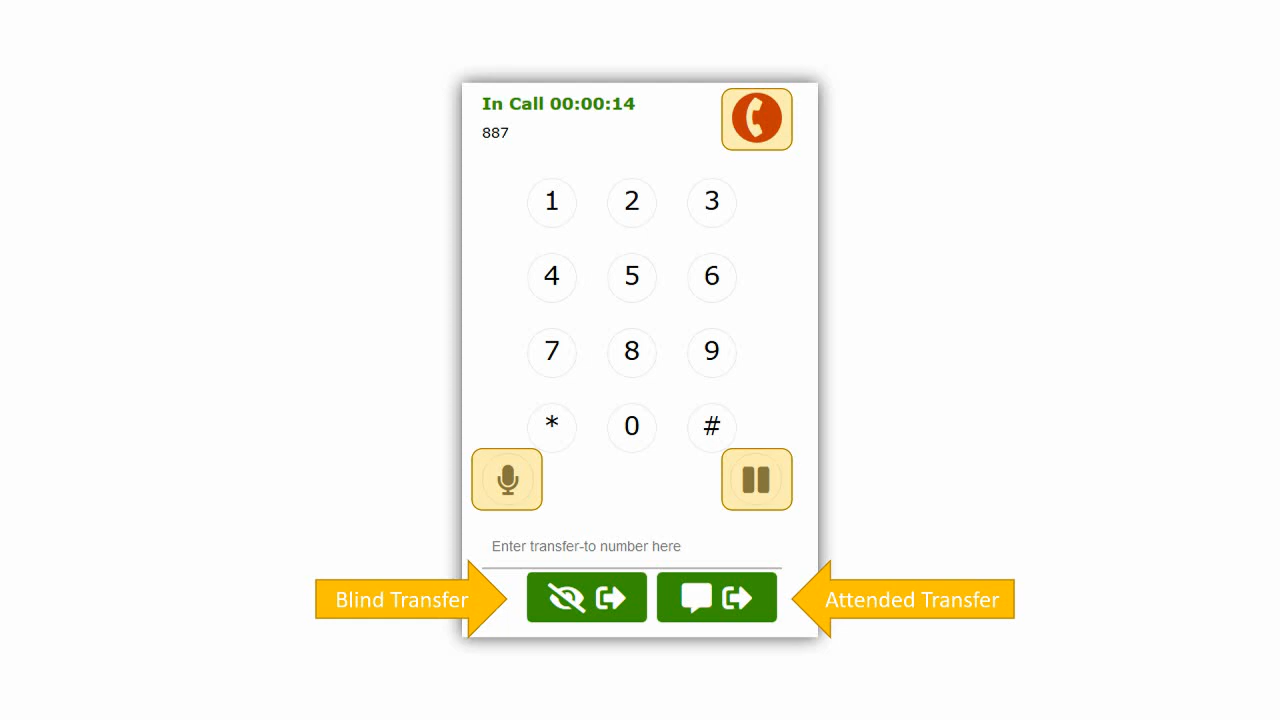 In Call 00:00:14
887
1 2 3
4 5 6
7 8 9
* 0 #
Enter transfer-to number here
Blind Transfer
Attended Transfer